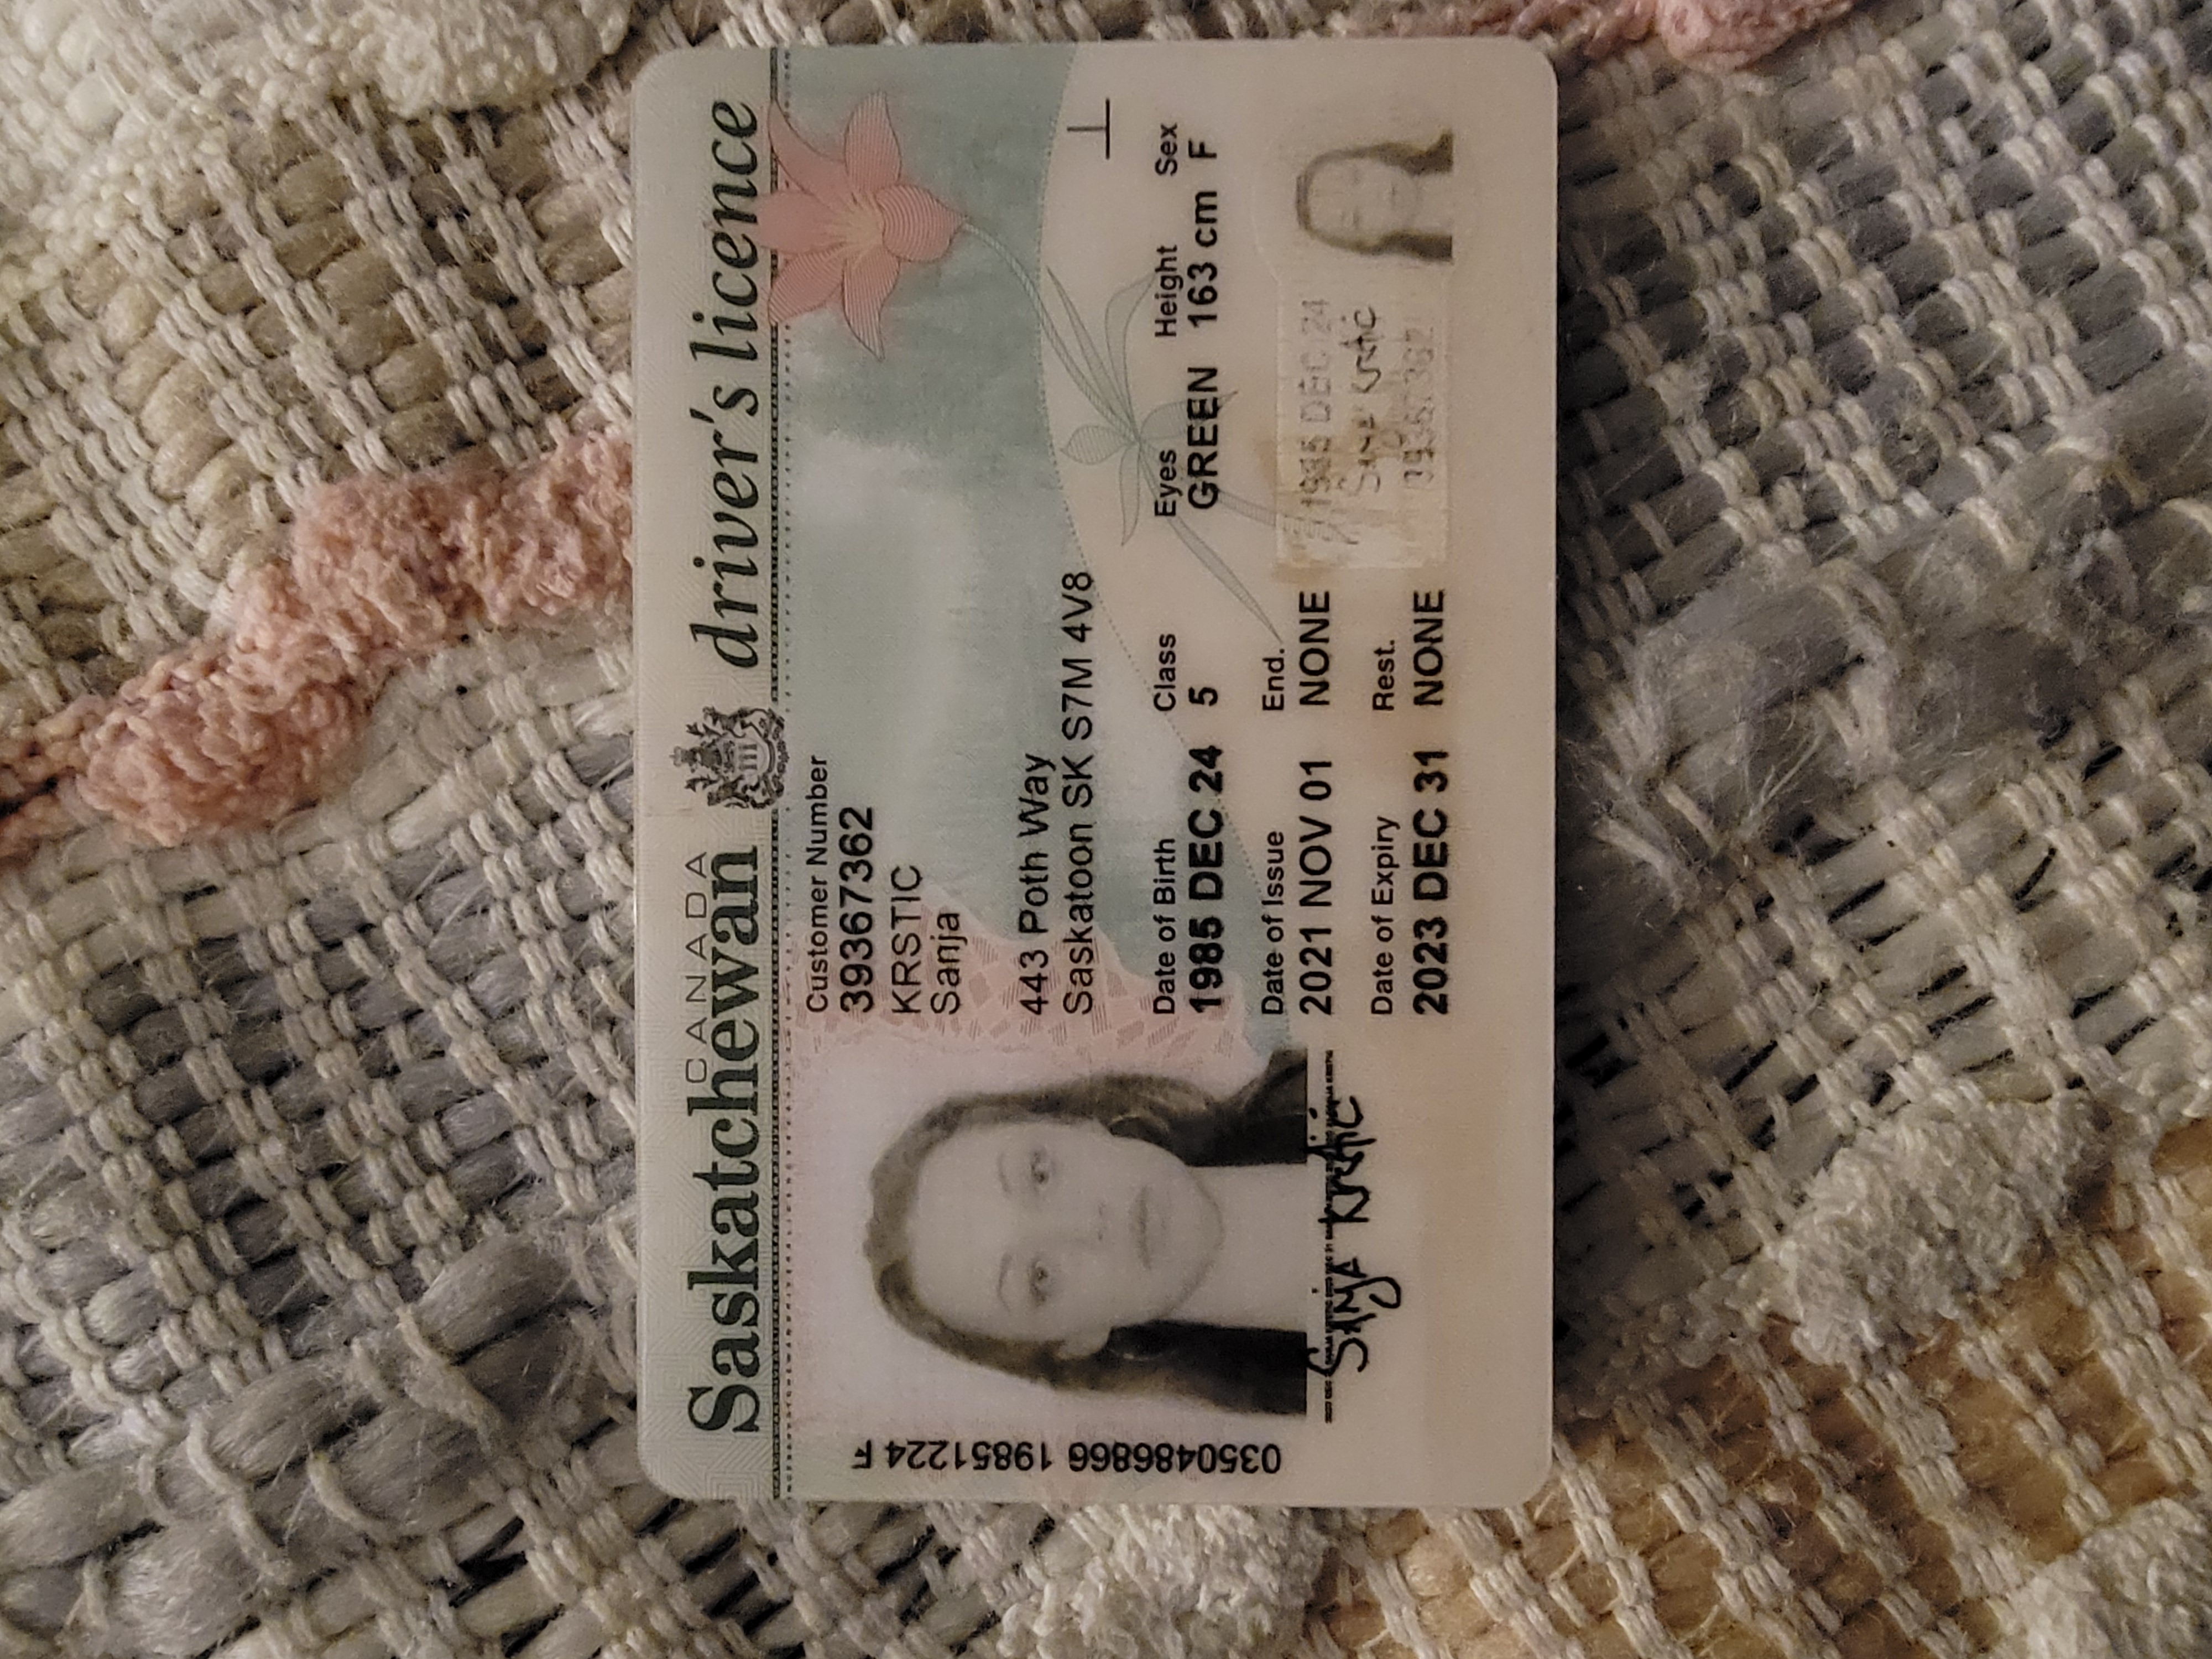 CANADA
Saskatchewan driver's licence
Customer Number
39367362
KRSTIC
Sanja
443 Poth Way
Saskatoon SK S7M 4V8
Date of Birth Class Eyes Height Sex
1985 DEC 24 5 GREEN 163 cm F
Date of Issue End.
2021 NOV 01 NONE
Date of Expiry Rest.
2023 DEC 31 NONE
0350486866 19851224 F
Sanja Krstić
1985 DEC 24
Sanja Krstić
39367362